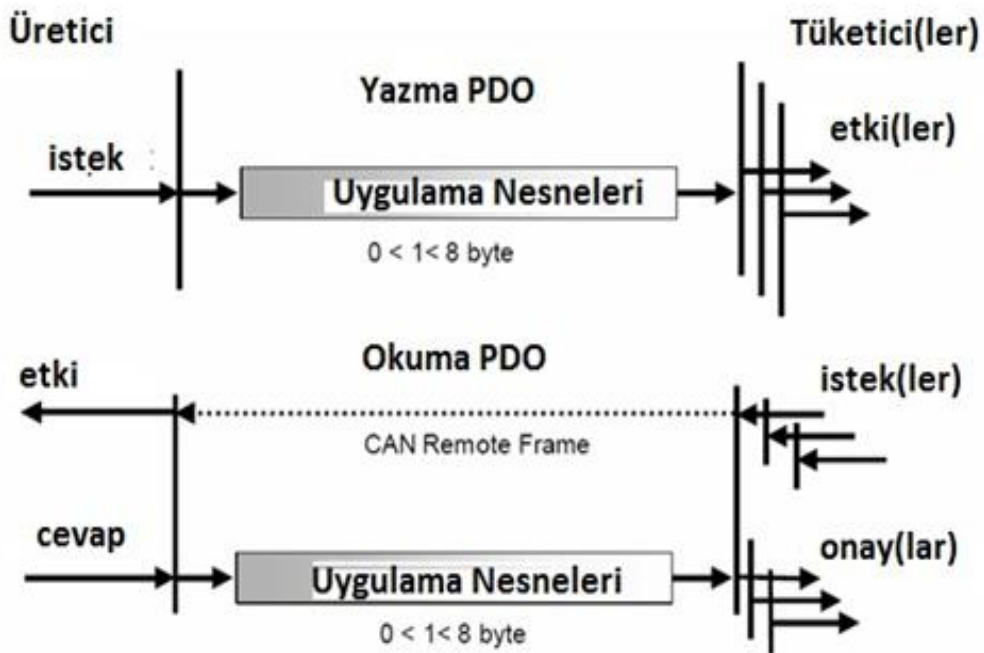 Üretici
Tüketici(ler)
Yazma PDO
etki(ler)
istek
Uygulama Nesneleri
0 < 1< 8 byte
Okuma PDO
etki
istek(ler)
CAN Remote Frame
cevap
onay(lar)
Uygulama Nesneleri
0 < 1< 8 byte